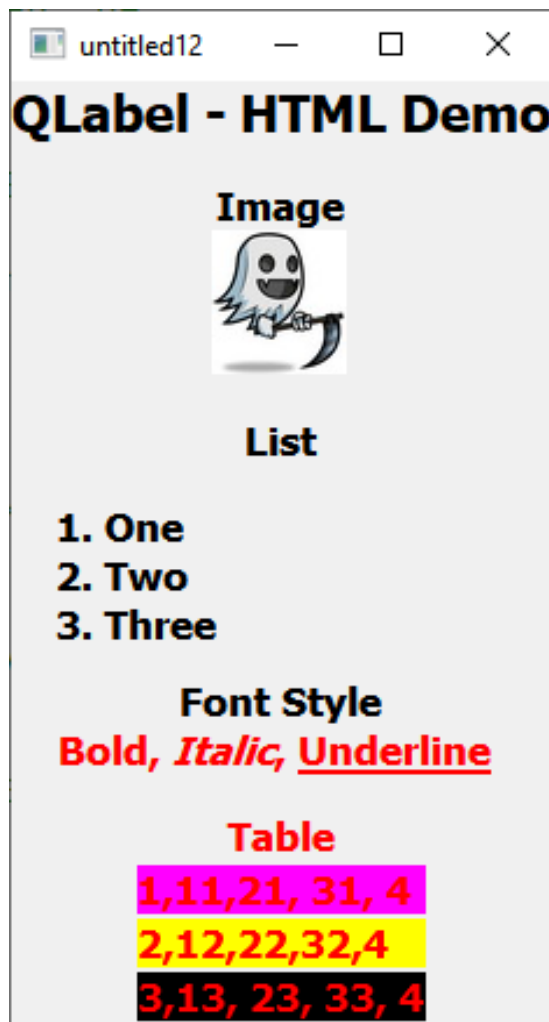 untitled12
QLabel - HTML Demo
Image
List
1. One
2. Two
3. Three
Font Style
Bold, Italic, Underline
Table
1,11,21, 31, 4
2,12,22,32,4
3,13, 23, 33, 4